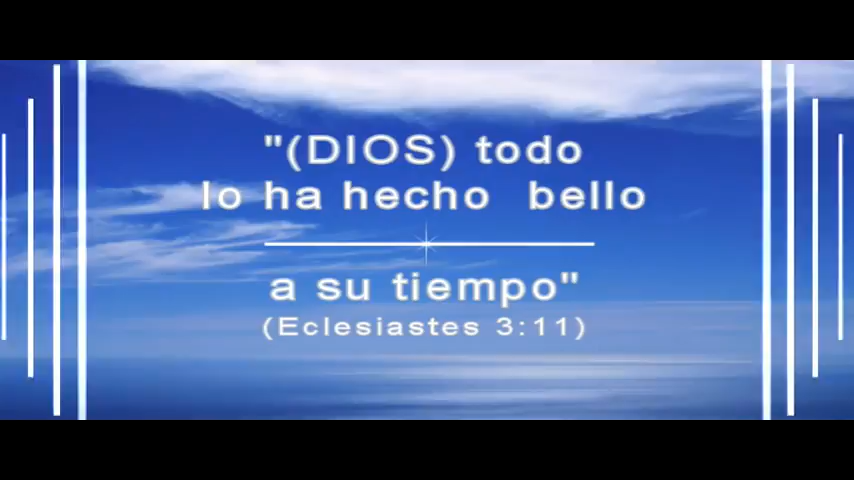 "(DIOS) todo
lo ha hecho bello
a su tiempo"
(Eclesiastes 3:11)